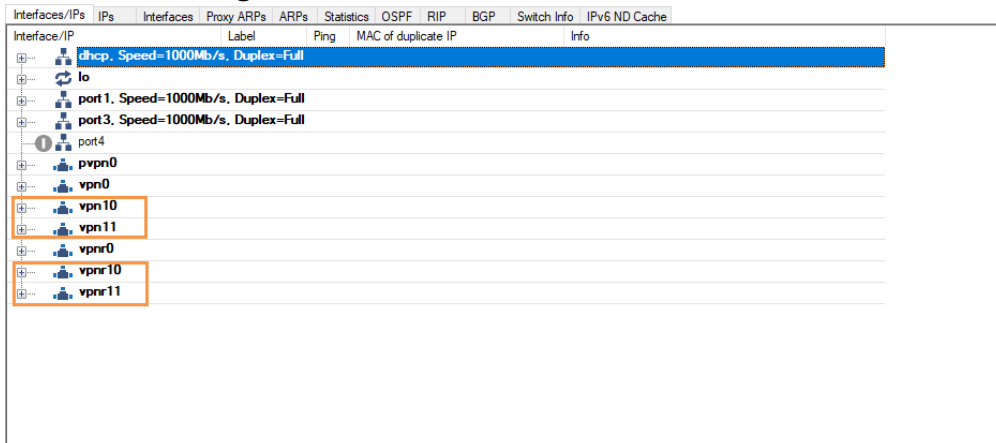 Interfaces/IPs IPs Interfaces Proxy ARPs ARPs Statistics OSPF RIP BGP Switch Info IPv6 ND Cache
Interface/IP Label Ping MAC of duplicate IP Info
dhcp, Speed=1000Mb/s, Duplex=Full
lo
port1, Speed=1000Mb/s, Duplex=Full
port3, Speed=1000Mb/s, Duplex=Full
port4
pvpn0
vpn0
vpn10
vpn11
vpnr0
vpnr10
vpnr11